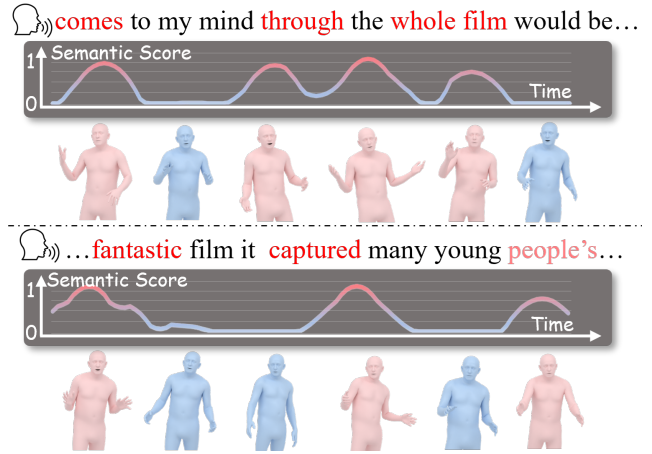 comes to my mind through the whole film would be…
Semantic Score
1
Time
0
…fantastic film it captured many young people's…
Semantic Score
1
Time
0